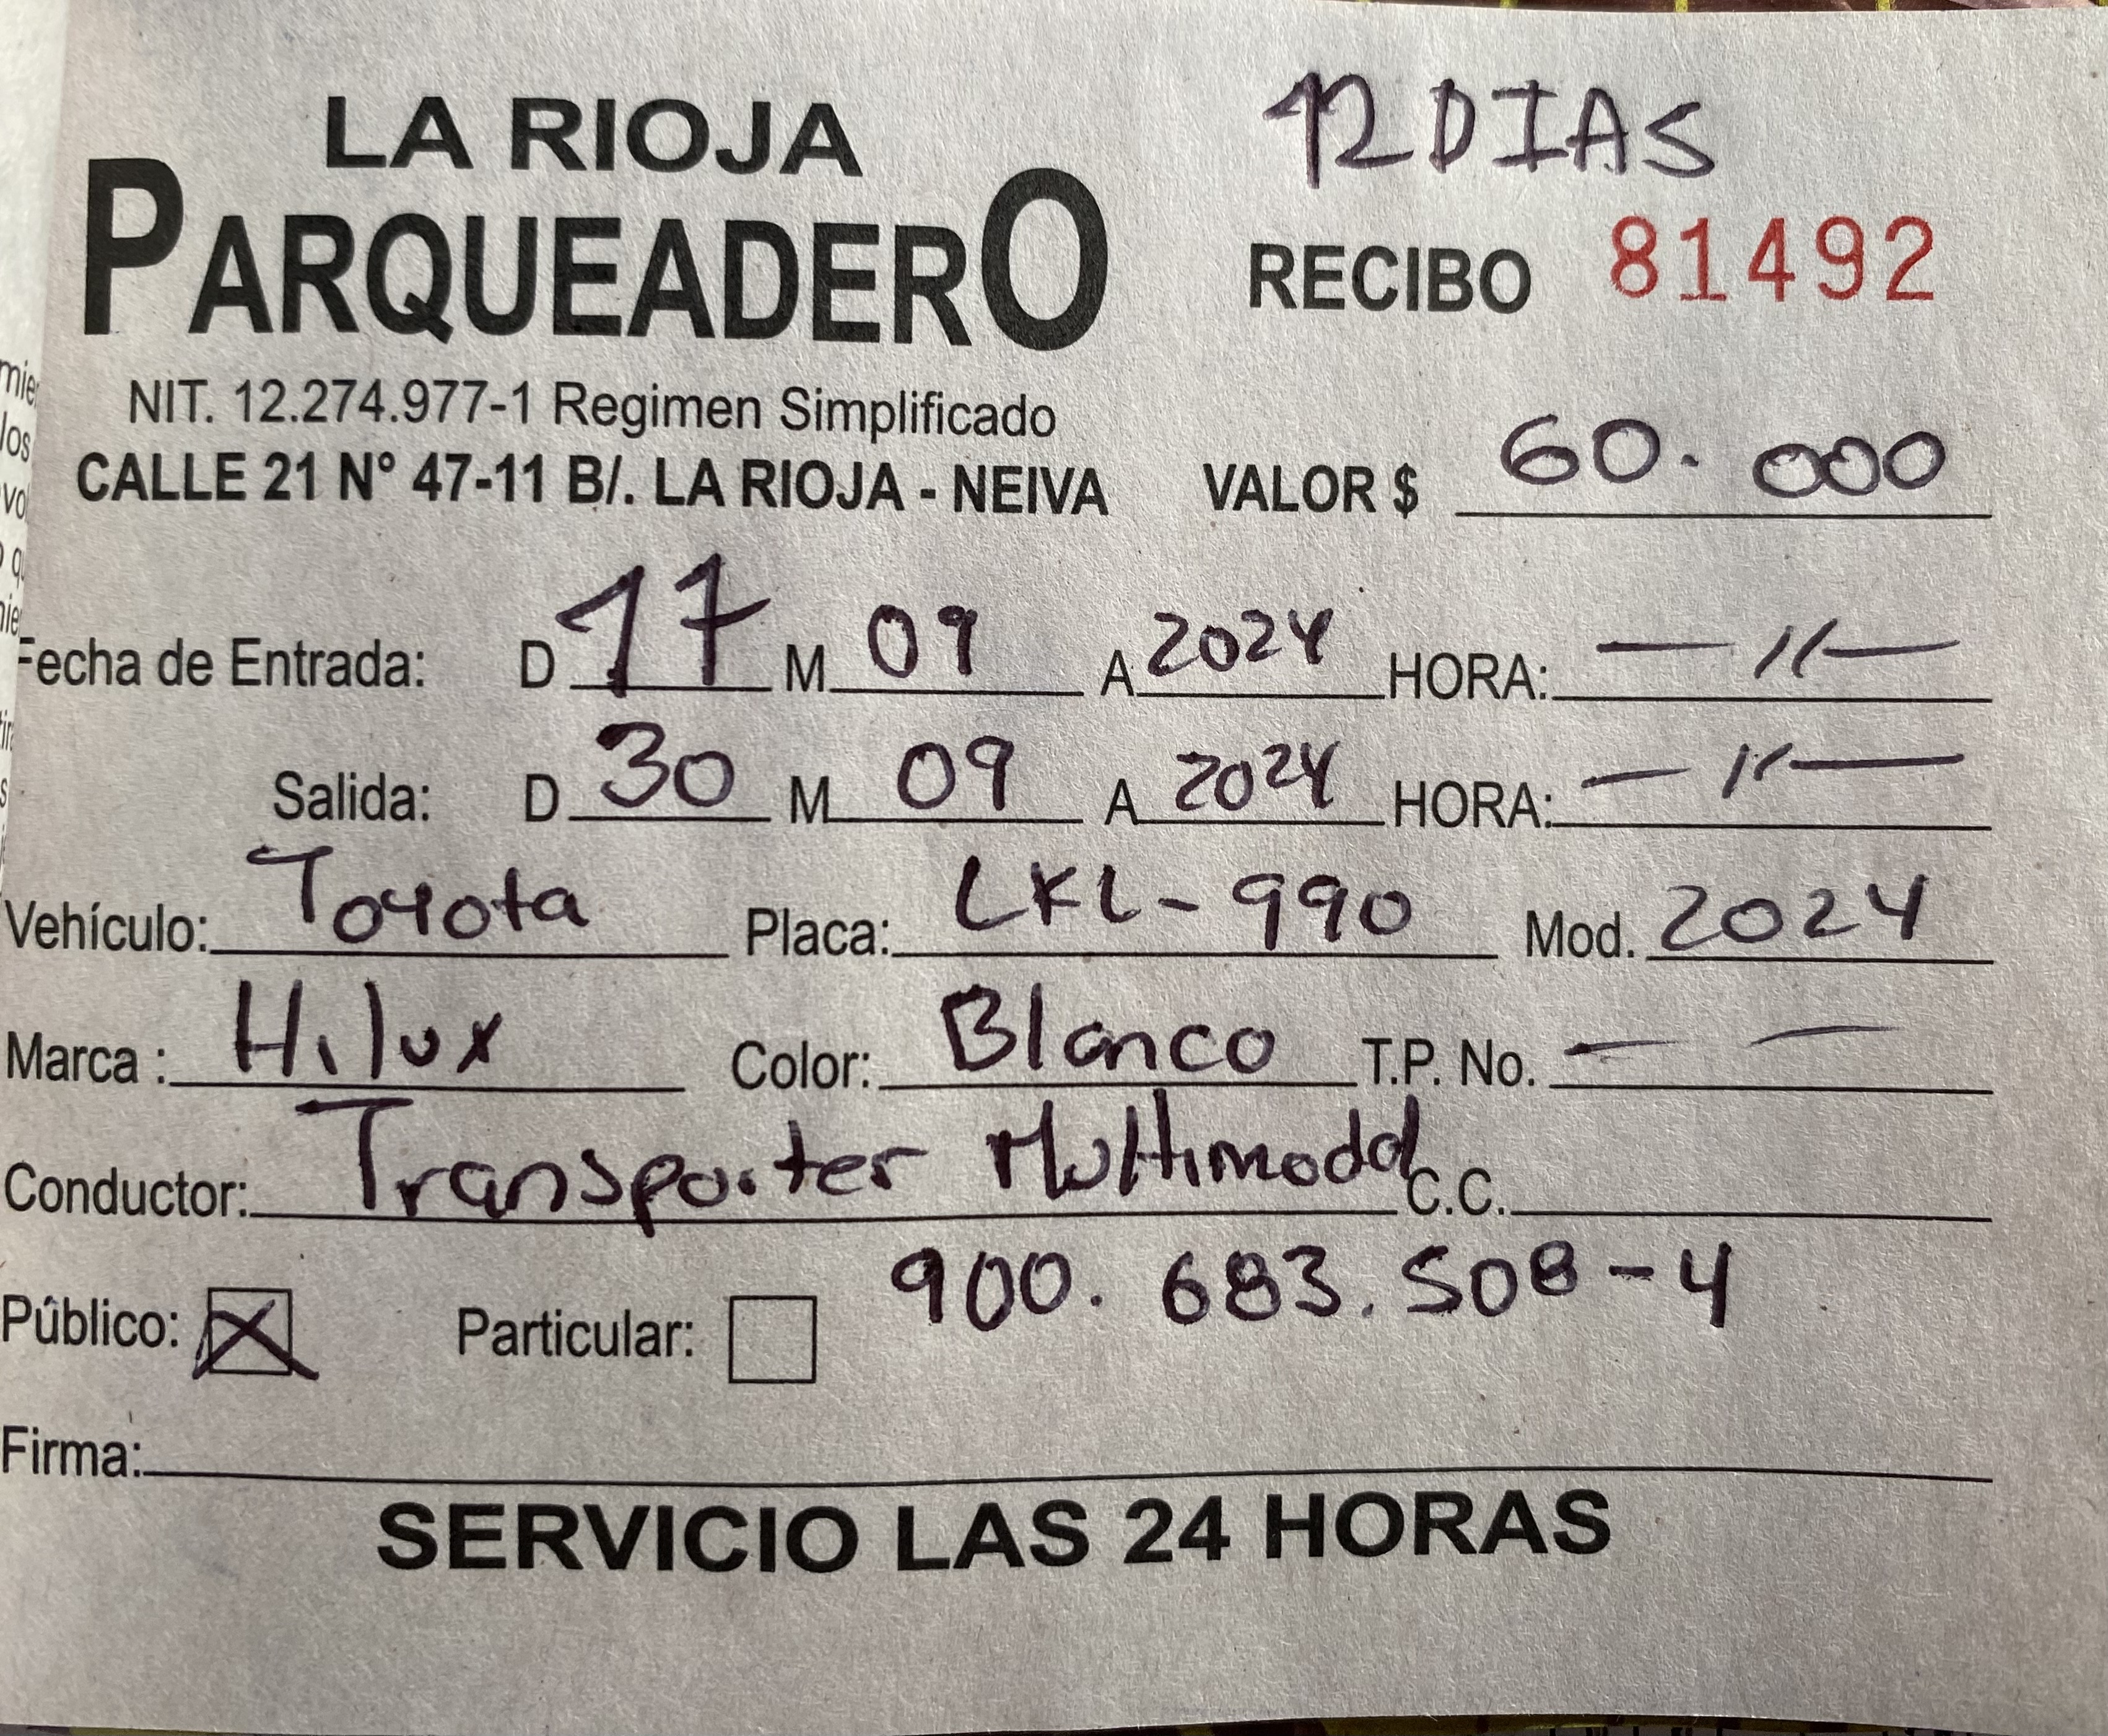 12 DIAS
LA RIOJA
PARQUEADERO
RECIBO 81492
NIT. 12.274.977-1 Regimen Simplificado
CALLE 21 N° 47-11 B/. LA RIOJA - NEIVA
VALOR $ 60.000
Fecha de Entrada: D 17 M 09 A 2024 HORA: — 11 —
Salida: D 30 M 09 A 2024 HORA: — 11 —
Vehículo: Toyota Placa: LKL-990 Mod. 2024
Marca : Hilux Color: Blanco T.P. No. — —
Conductor: Transporter Multimodal C.C.
900.683.508-4
Público: X Particular:
Firma:
SERVICIO LAS 24 HORAS